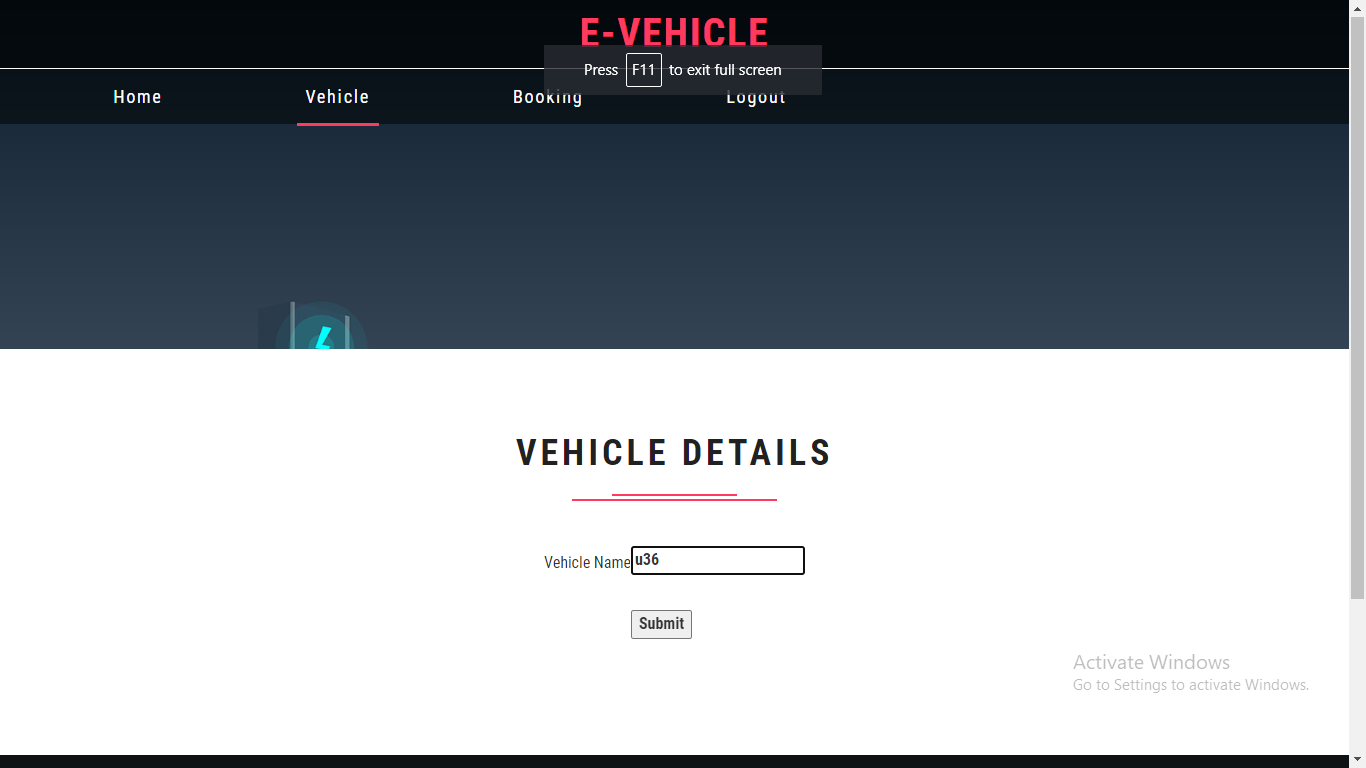 E-VEHICLE
Press F11 to exit full screen
Home Vehicle Booking Logout
VEHICLE DETAILS
Vehicle Name u36
Submit
Activate Windows
Go to Settings to activate Windows.